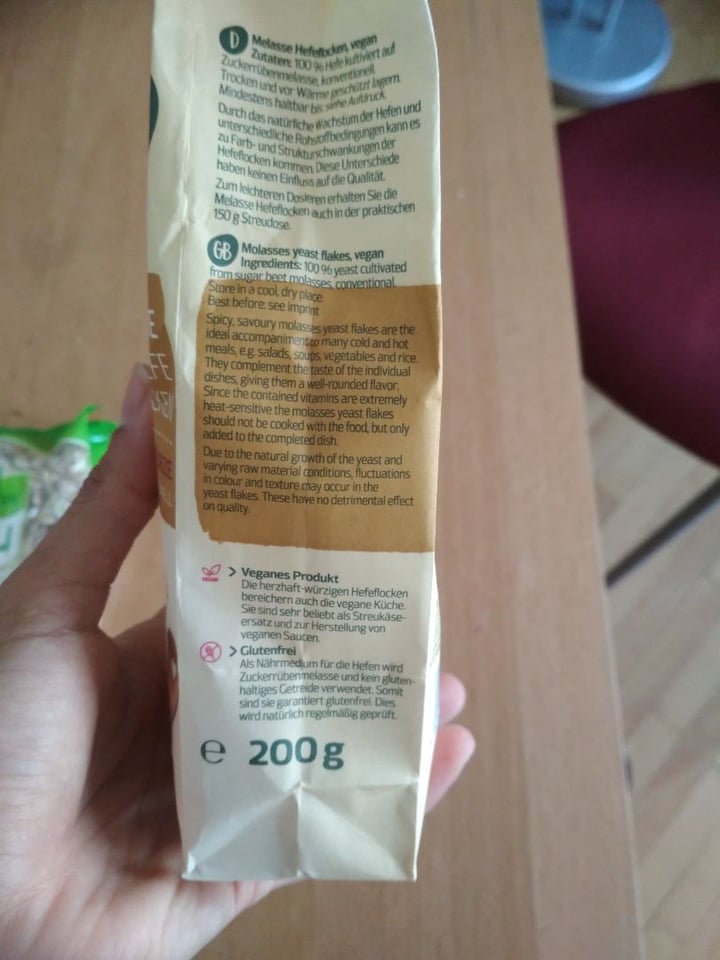 D Melasse Hefeflocken, vegan
Zutaten: 100 % Hefe kultiviert auf
Zuckerrübenmelasse, konventionell.
Trocken und vor Wärme geschützt lagern.
Mindestens haltbar bis: siehe Aufdruck.
Durch das natürliche Wachstum der Hefen und
unterschiedliche Rohstoffbedingungen kann es
zu Farb- und Strukturschwankungen der
Hefeflocken kommen. Diese Unterschiede
haben keinen Einfluss auf die Qualität.
Zum leichteren Dosieren erhalten Sie die
Melasse Hefeflocken auch in der praktischen
150 g Streudose.
GB Molasses yeast flakes, vegan
Ingredients: 100 % yeast cultivated
from sugar beet molasses, conventional.
Store in a cool, dry place.
Best before: see imprint
Spicy, savoury molasses yeast flakes are the
ideal accompaniment to many cold and hot
meals, e.g. salads, soups, vegetables and rice.
They complement the taste of the individual
dishes, giving them a well-rounded flavor.
Since the contained vitamins are extremely
heat-sensitive the molasses yeast flakes
should not be cooked with the food, but only
added to the completed dish.
Due to the natural growth of the yeast and
varying raw material conditions, fluctuations
in colour and texture may occur in the
yeast flakes. These have no detrimental effect
on quality.
> Veganes Produkt
Die herzhaft-würzigen Hefeflocken
bereichern auch die vegane Küche.
Sie sind sehr beliebt als Streukäse-
ersatz und zur Herstellung von
veganen Saucen.
> Glutenfrei
Als Nährmedium für die Hefen wird
Zuckerrübenmelasse und kein gluten-
haltiges Getreide verwendet. Somit
sind sie garantiert glutenfrei. Dies
wird natürlich regelmäßig geprüft.
e 200 g